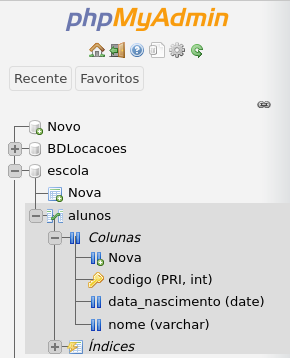 phpMyAdmin
Recente Favoritos
Novo
BDLocacoes
escola
Nova
alunos
Colunas
Nova
codigo (PRI, int)
data_nascimento (date)
nome (varchar)
Índices